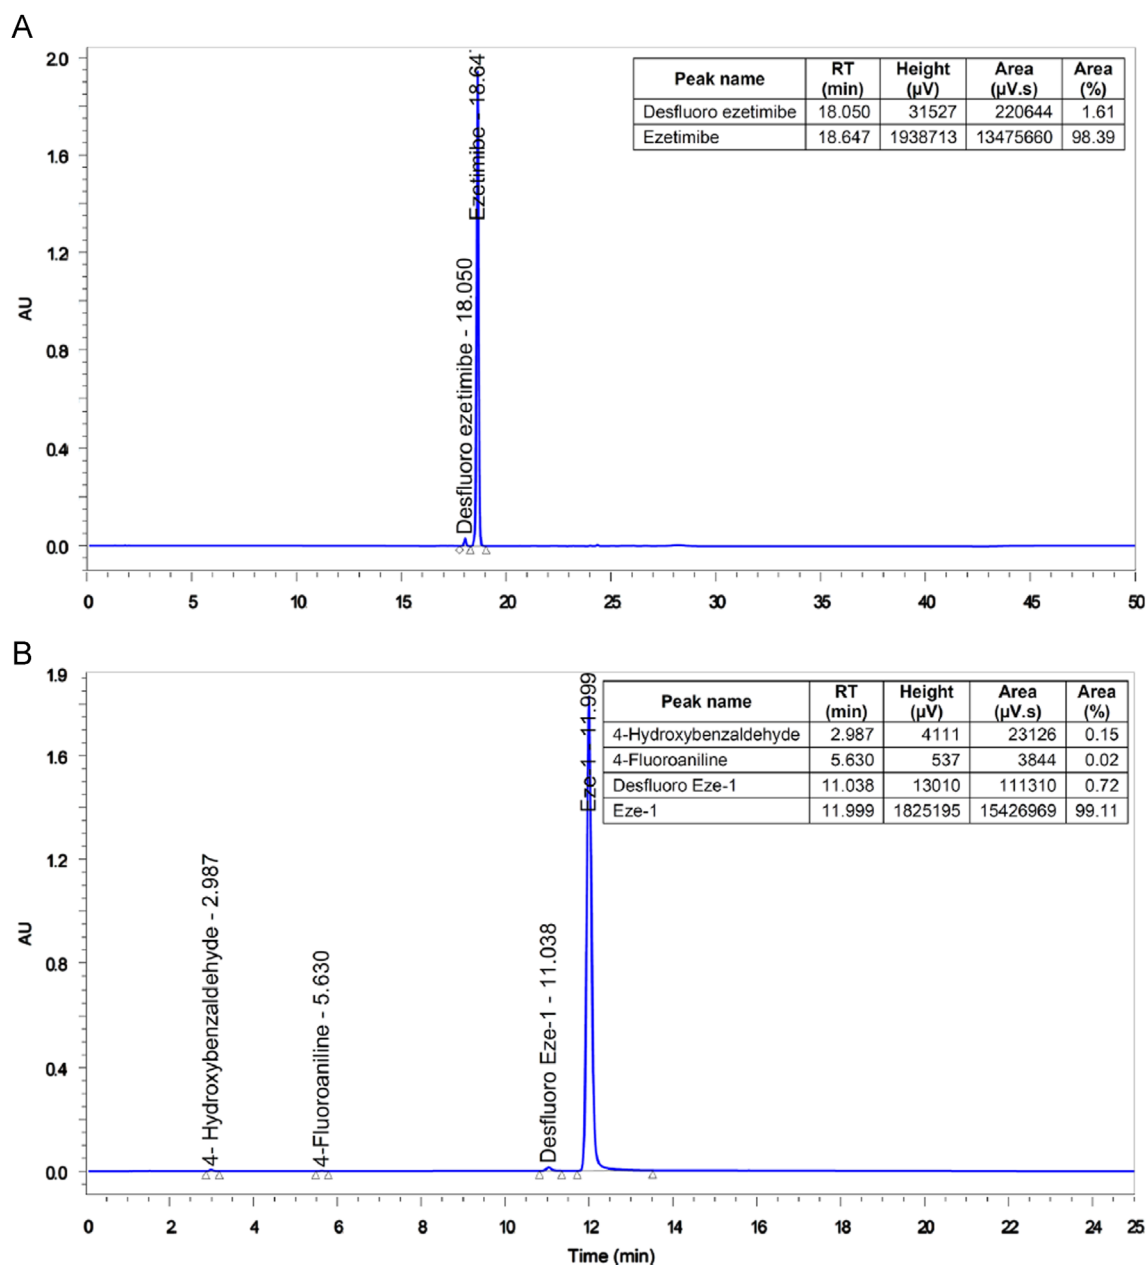 A
2.0
1.6
1.2
0.8
0.4
0.0
AU
Desfluoro ezetimibe - 18.050
Ezetimibe - 18.64
Peak name RT (min) Height (µV) Area (µV.s) Area (%)
Desfluoro ezetimibe 18.050 31527 220644 1.61
Ezetimibe 18.647 1938713 13475660 98.39
0 5 10 15 20 25 30 35 40 45 50
B
1.9
1.6
1.2
0.8
0.4
0.0
AU
4- Hydroxybenzaldehyde - 2.987
4-Fluoroaniline - 5.630
Desfluoro Eze-1 - 11.038
Eze-1 - 11.999
Peak name RT (min) Height (µV) Area (µV.s) Area (%)
4-Hydroxybenzaldehyde 2.987 4111 23126 0.15
4-Fluoroaniline 5.630 537 3844 0.02
Desfluoro Eze-1 11.038 13010 111310 0.72
Eze-1 11.999 1825195 15426969 99.11
0 2 4 6 8 10 12 14 16 18 20 22 24 25
Time (min)